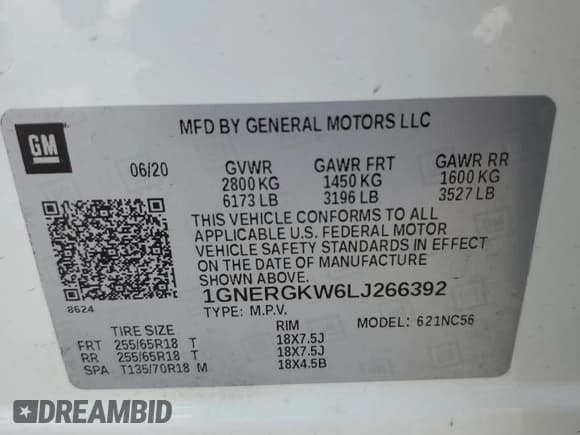 GM
MFD BY GENERAL MOTORS LLC
06/20 GVWR GAWR FRT GAWR RR
2800 KG 1450 KG 1600 KG
6173 LB 3196 LB 3527 LB
THIS VEHICLE CONFORMS TO ALL
APPLICABLE U.S. FEDERAL MOTOR
VEHICLE SAFETY STANDARDS IN EFFECT
ON THE DATE OF MANUFACTURE
SHOWN ABOVE.
8624
1GNERGKW6LJ266392
TYPE: M.P.V. MODEL: 621NC56
TIRE SIZE RIM
FRT 255/65R18 T 18X7.5J
RR 255/65R18 T 18X7.5J
SPA T135/70R18 M 18X4.5B
DREAMBID